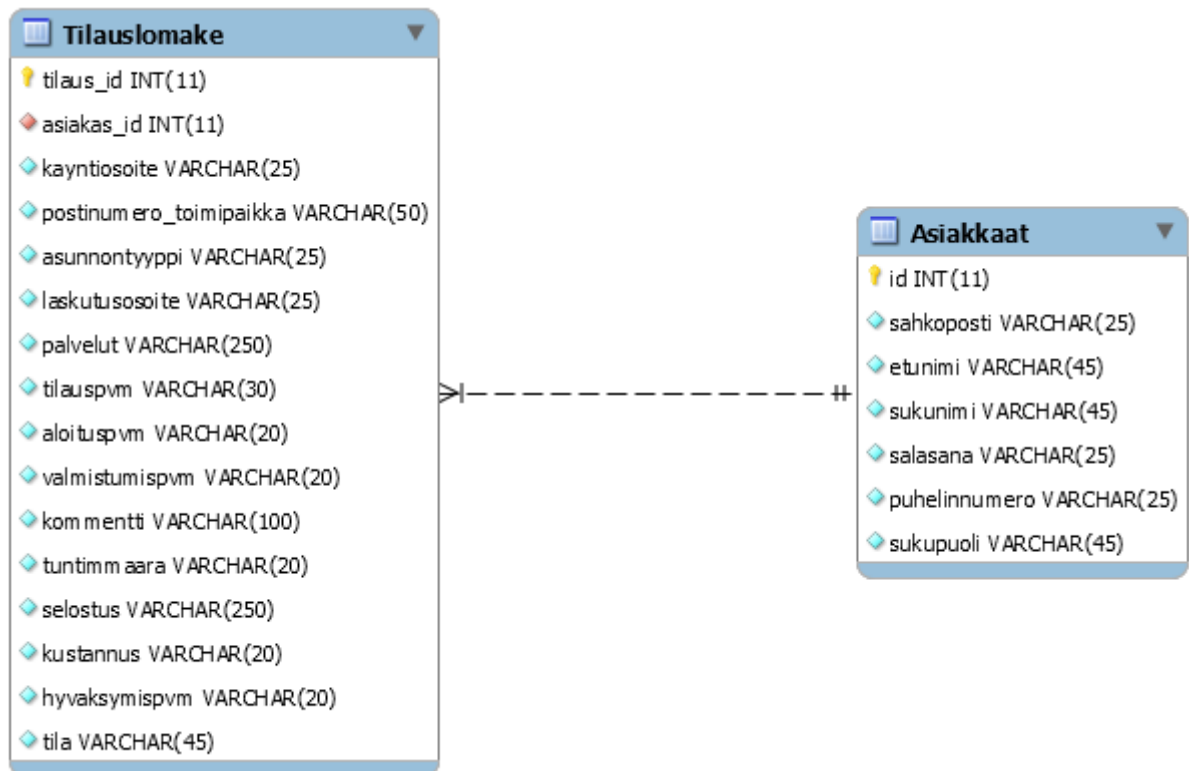 Tilauslomake
tilaus_id INT(11)
asiakas_id INT(11)
kayntiosoite VARCHAR(25)
postinumero_toimipaikka VARCHAR(50)
asunnontyyppi VARCHAR(25)
laskutusosoite VARCHAR(25)
palvelut VARCHAR(250)
tilauspvm VARCHAR(30)
aloituspvm VARCHAR(20)
valmistumispvm VARCHAR(20)
kommentti VARCHAR(100)
tuntimmaara VARCHAR(20)
selostus VARCHAR(250)
kustannus VARCHAR(20)
hyvaksymispvm VARCHAR(20)
tila VARCHAR(45)
Asiakkaat
id INT(11)
sahkoposti VARCHAR(25)
etunimi VARCHAR(45)
sukunimi VARCHAR(45)
salasana VARCHAR(25)
puhelinnumero VARCHAR(25)
sukupuoli VARCHAR(45)